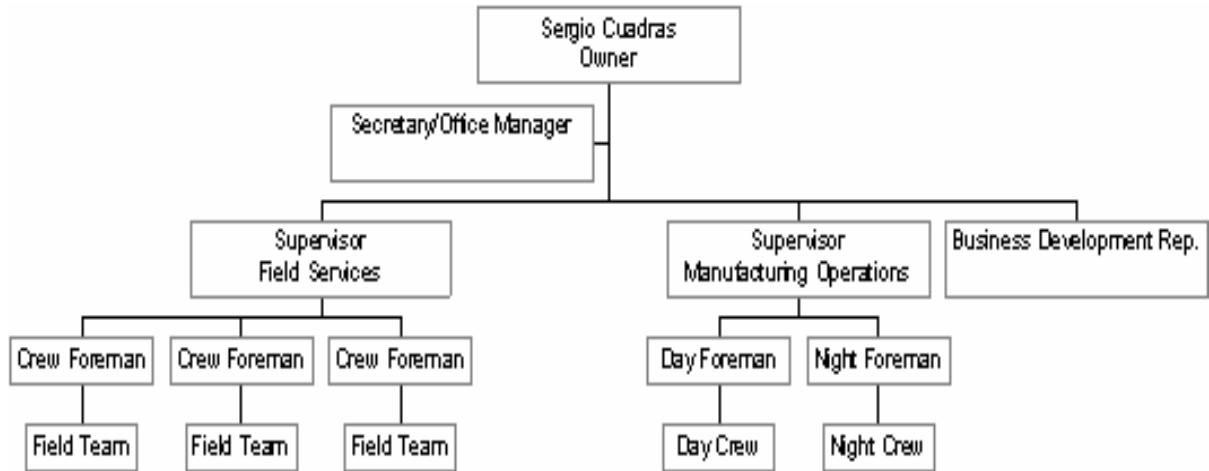 Sergio Cuadras
Owner
Secretary/Office Manager
Supervisor
Field Services
Supervisor
Manufacturing Operations
Business Development Rep.
Crew Foreman
Crew Foreman
Crew Foreman
Day Foreman
Night Foreman
Field Team
Field Team
Field Team
Day Crew
Night Crew